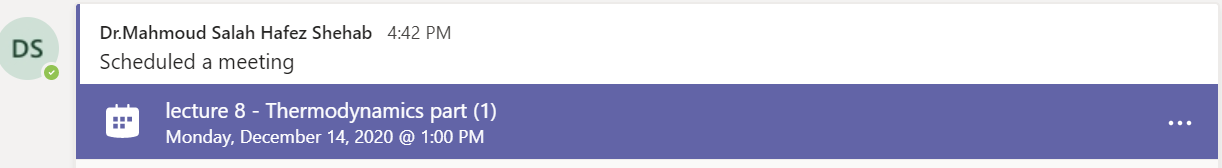 DS
Dr.Mahmoud Salah Hafez Shehab 4:42 PM
Scheduled a meeting
lecture 8 - Thermodynamics part (1)
Monday, December 14, 2020 @ 1:00 PM